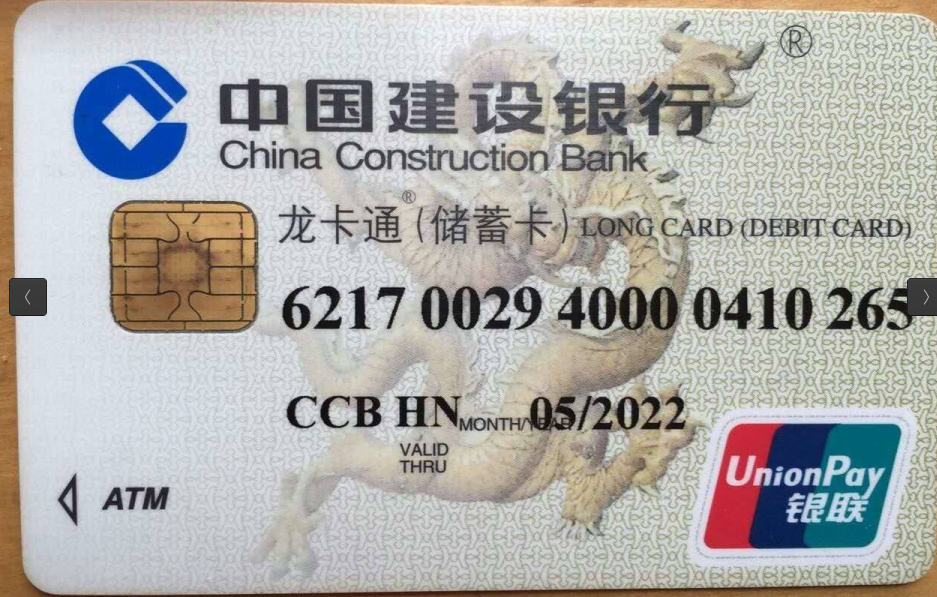 ®
中国建设银行
China Construction Bank
龙卡通®(储蓄卡) LONG CARD (DEBIT CARD)
6217 0029 4000 0410 265
CCB HN MONTH/YEAR 05/2022
VALID
THRU
ATM
UnionPay
银联